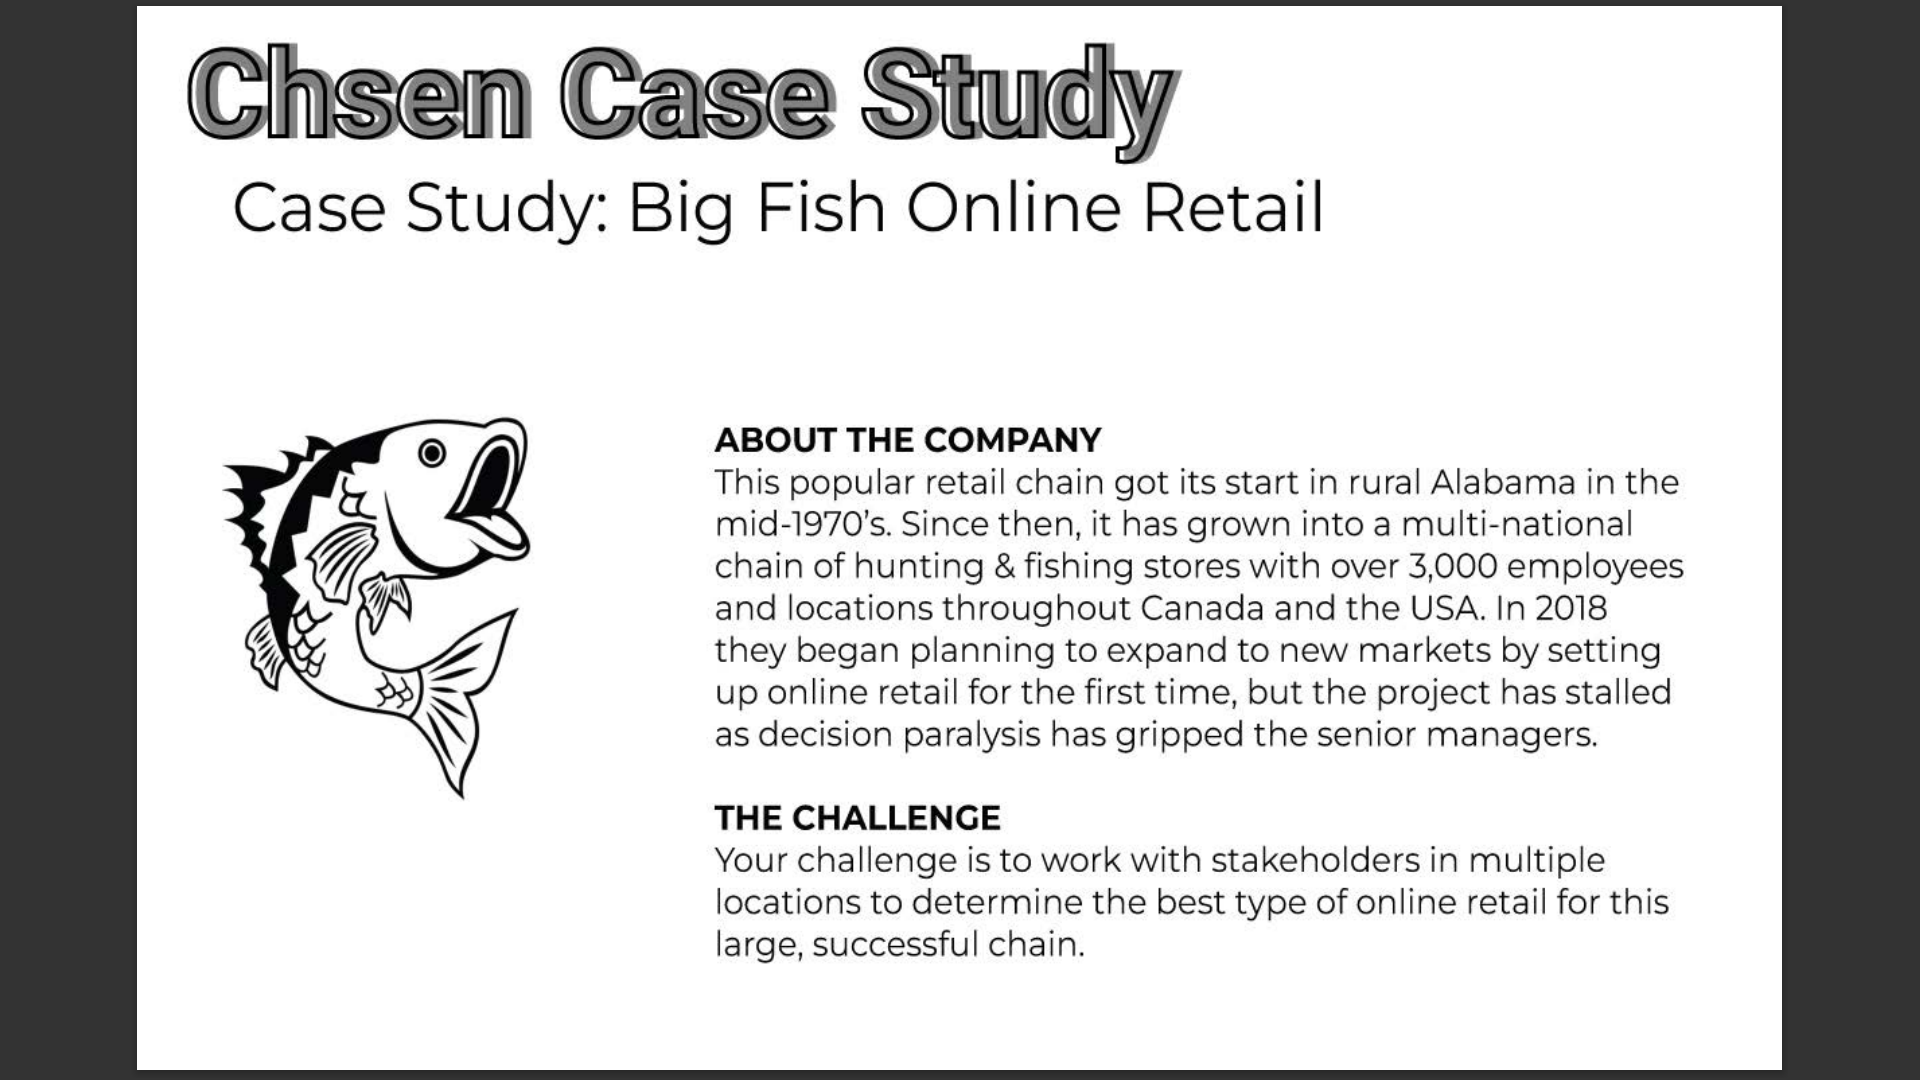 Chsen Case Study
Case Study: Big Fish Online Retail
ABOUT THE COMPANY
This popular retail chain got its start in rural Alabama in the
mid-1970’s. Since then, it has grown into a multi-national
chain of hunting & fishing stores with over 3,000 employees
and locations throughout Canada and the USA. In 2018
they began planning to expand to new markets by setting
up online retail for the first time, but the project has stalled
as decision paralysis has gripped the senior managers.
THE CHALLENGE
Your challenge is to work with stakeholders in multiple
locations to determine the best type of online retail for this
large, successful chain.